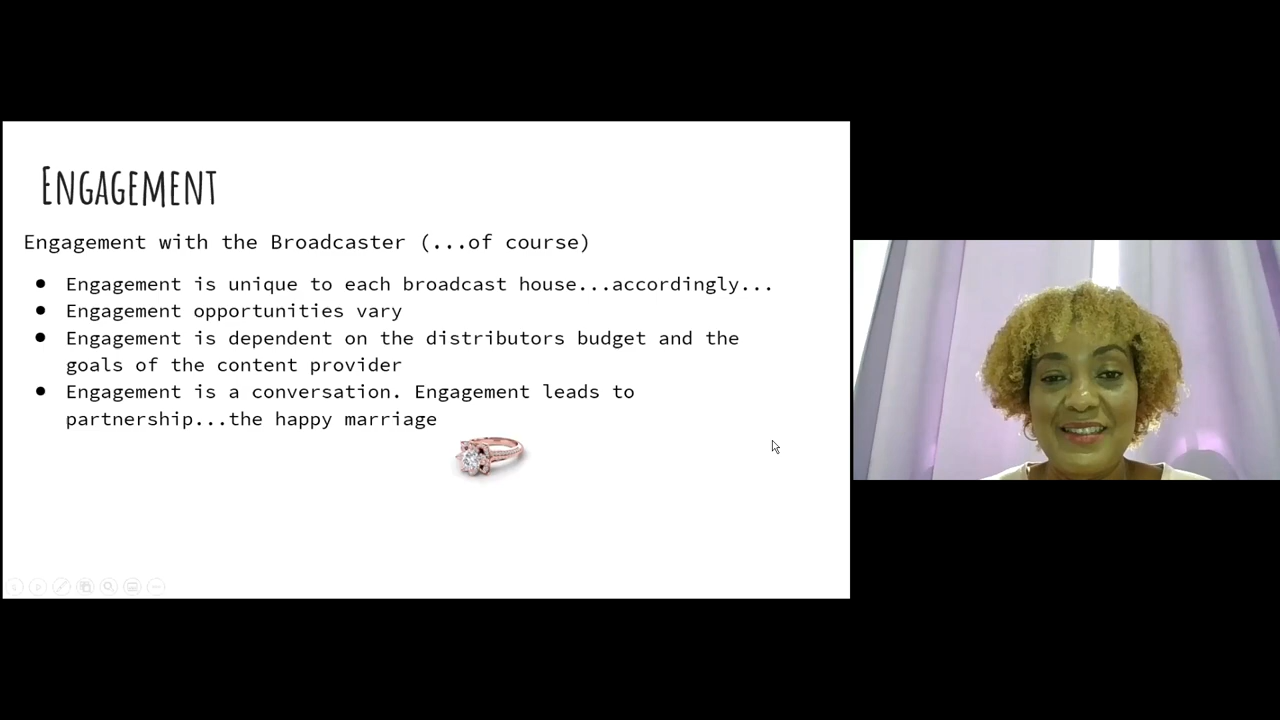 Engagement
Engagement with the Broadcaster (...of course)
● Engagement is unique to each broadcast house...accordingly...
● Engagement opportunities vary
● Engagement is dependent on the distributors budget and the
goals of the content provider
● Engagement is a conversation. Engagement leads to
partnership...the happy marriage